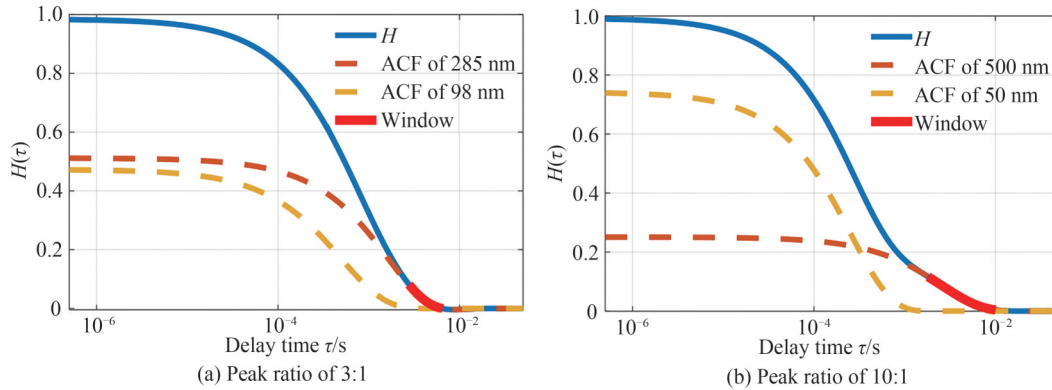 H(τ)
1.0
0.8
0.6
0.4
0.2
0
H
ACF of 285 nm
ACF of 98 nm
Window
10⁻⁶
10⁻⁴
10⁻²
Delay time τ/s
(a) Peak ratio of 3:1
H(τ)
1.0
0.8
0.6
0.4
0.2
0
H
ACF of 500 nm
ACF of 50 nm
Window
10⁻⁶
10⁻⁴
10⁻²
Delay time τ/s
(b) Peak ratio of 10:1